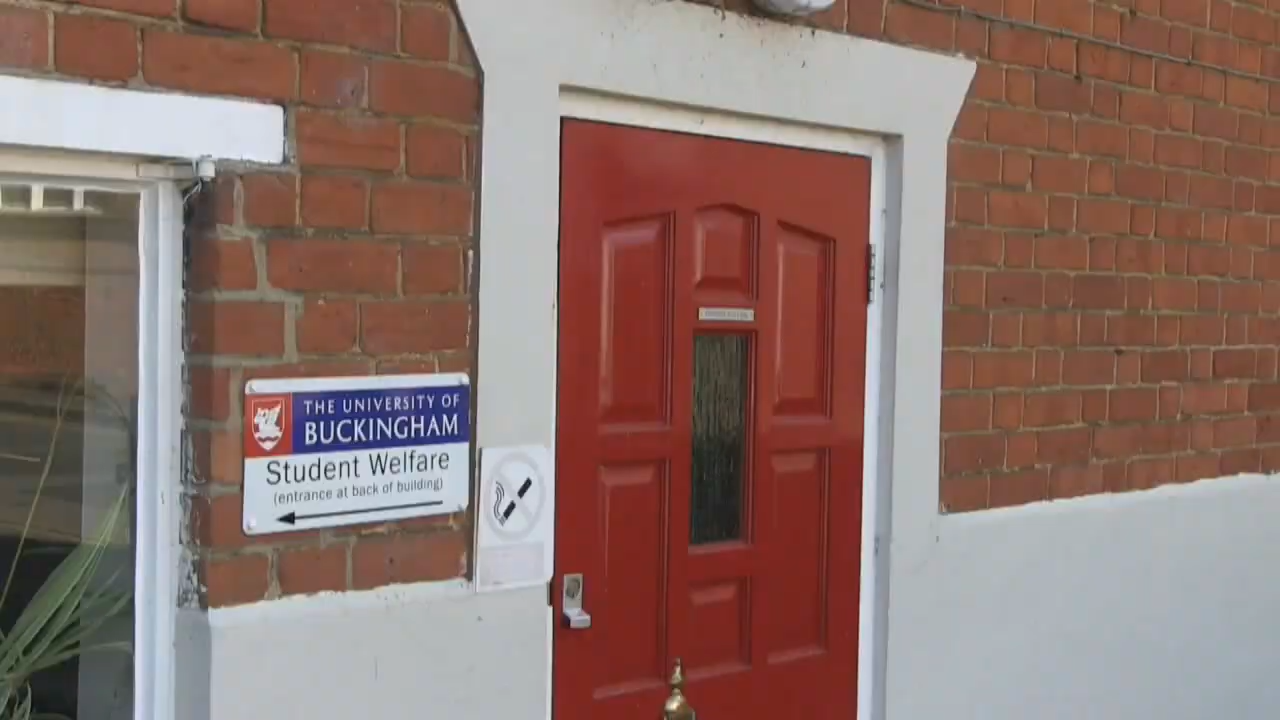 THE UNIVERSITY OF
BUCKINGHAM
Student Welfare
(entrance at back of building)